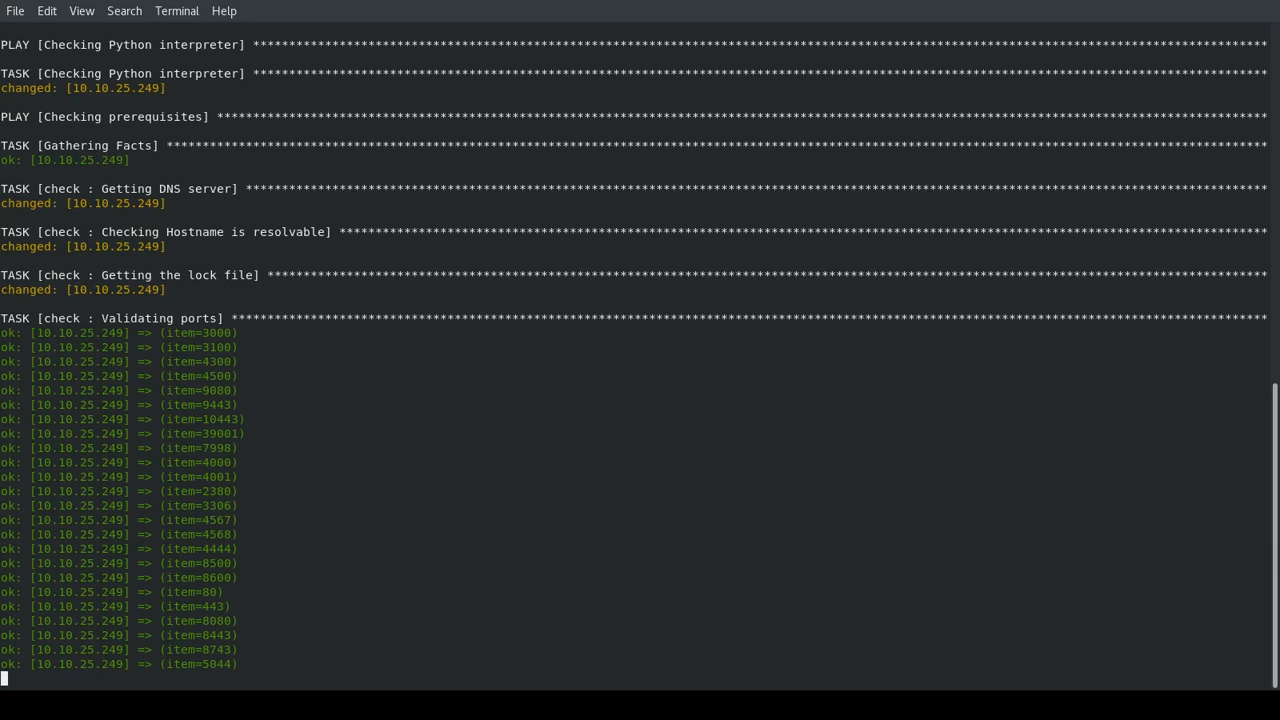 File Edit View Search Terminal Help
PLAY [Checking Python interpreter] *********************************************************************************************************************************************
TASK [Checking Python interpreter] *********************************************************************************************************************************************
changed: [10.10.25.249]
PLAY [Checking prerequisites] **************************************************************************************************************************************************
TASK [Gathering Facts] *********************************************************************************************************************************************************
ok: [10.10.25.249]
TASK [check : Getting DNS server] **********************************************************************************************************************************************
changed: [10.10.25.249]
TASK [check : Checking Hostname is resolvable] *********************************************************************************************************************************
changed: [10.10.25.249]
TASK [check : Getting the lock file] *******************************************************************************************************************************************
changed: [10.10.25.249]
TASK [check : Validating ports] ************************************************************************************************************************************************
ok: [10.10.25.249] => (item=3000)
ok: [10.10.25.249] => (item=3100)
ok: [10.10.25.249] => (item=4300)
ok: [10.10.25.249] => (item=4500)
ok: [10.10.25.249] => (item=9080)
ok: [10.10.25.249] => (item=9443)
ok: [10.10.25.249] => (item=10443)
ok: [10.10.25.249] => (item=39001)
ok: [10.10.25.249] => (item=7998)
ok: [10.10.25.249] => (item=4000)
ok: [10.10.25.249] => (item=4001)
ok: [10.10.25.249] => (item=2380)
ok: [10.10.25.249] => (item=3306)
ok: [10.10.25.249] => (item=4567)
ok: [10.10.25.249] => (item=4568)
ok: [10.10.25.249] => (item=4444)
ok: [10.10.25.249] => (item=8500)
ok: [10.10.25.249] => (item=8600)
ok: [10.10.25.249] => (item=80)
ok: [10.10.25.249] => (item=443)
ok: [10.10.25.249] => (item=8080)
ok: [10.10.25.249] => (item=8443)
ok: [10.10.25.249] => (item=8743)
ok: [10.10.25.249] => (item=5044)